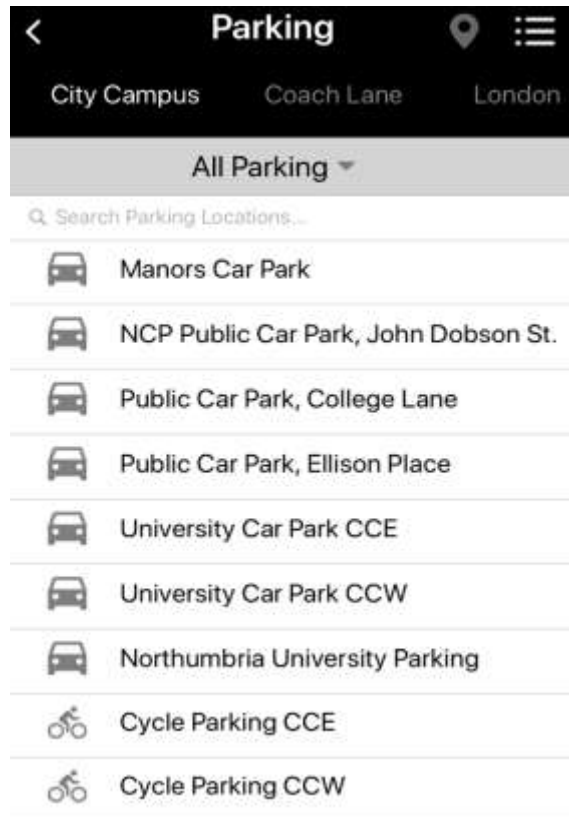 Parking
City Campus Coach Lane London
All Parking
Search Parking Locations...
Manors Car Park
NCP Public Car Park, John Dobson St.
Public Car Park, College Lane
Public Car Park, Ellison Place
University Car Park CCE
University Car Park CCW
Northumbria University Parking
Cycle Parking CCE
Cycle Parking CCW